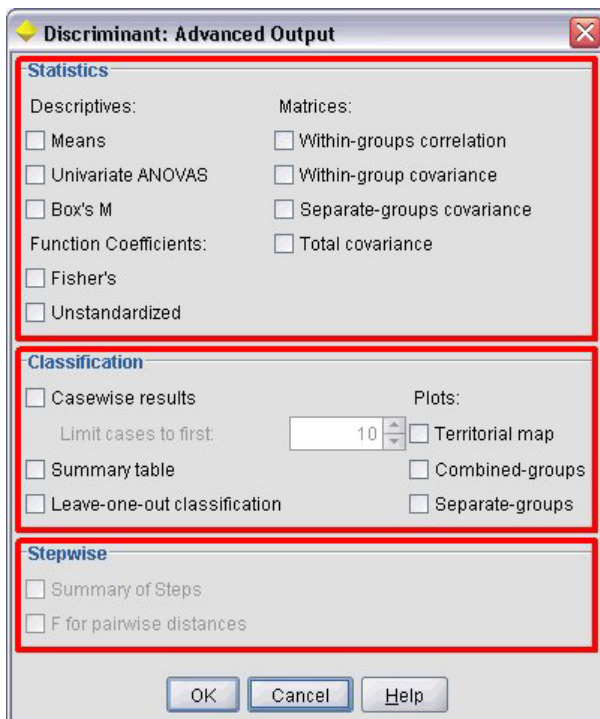 Discriminant: Advanced Output
Statistics
Descriptives:
Means
Univariate ANOVAS
Box's M
Function Coefficients:
Fisher's
Unstandardized
Matrices:
Within-groups correlation
Within-group covariance
Separate-groups covariance
Total covariance
Classification
Casewise results
Limit cases to first: 10
Summary table
Leave-one-out classification
Plots:
Territorial map
Combined-groups
Separate-groups
Stepwise
Summary of Steps
F for pairwise distances
OK Cancel Help